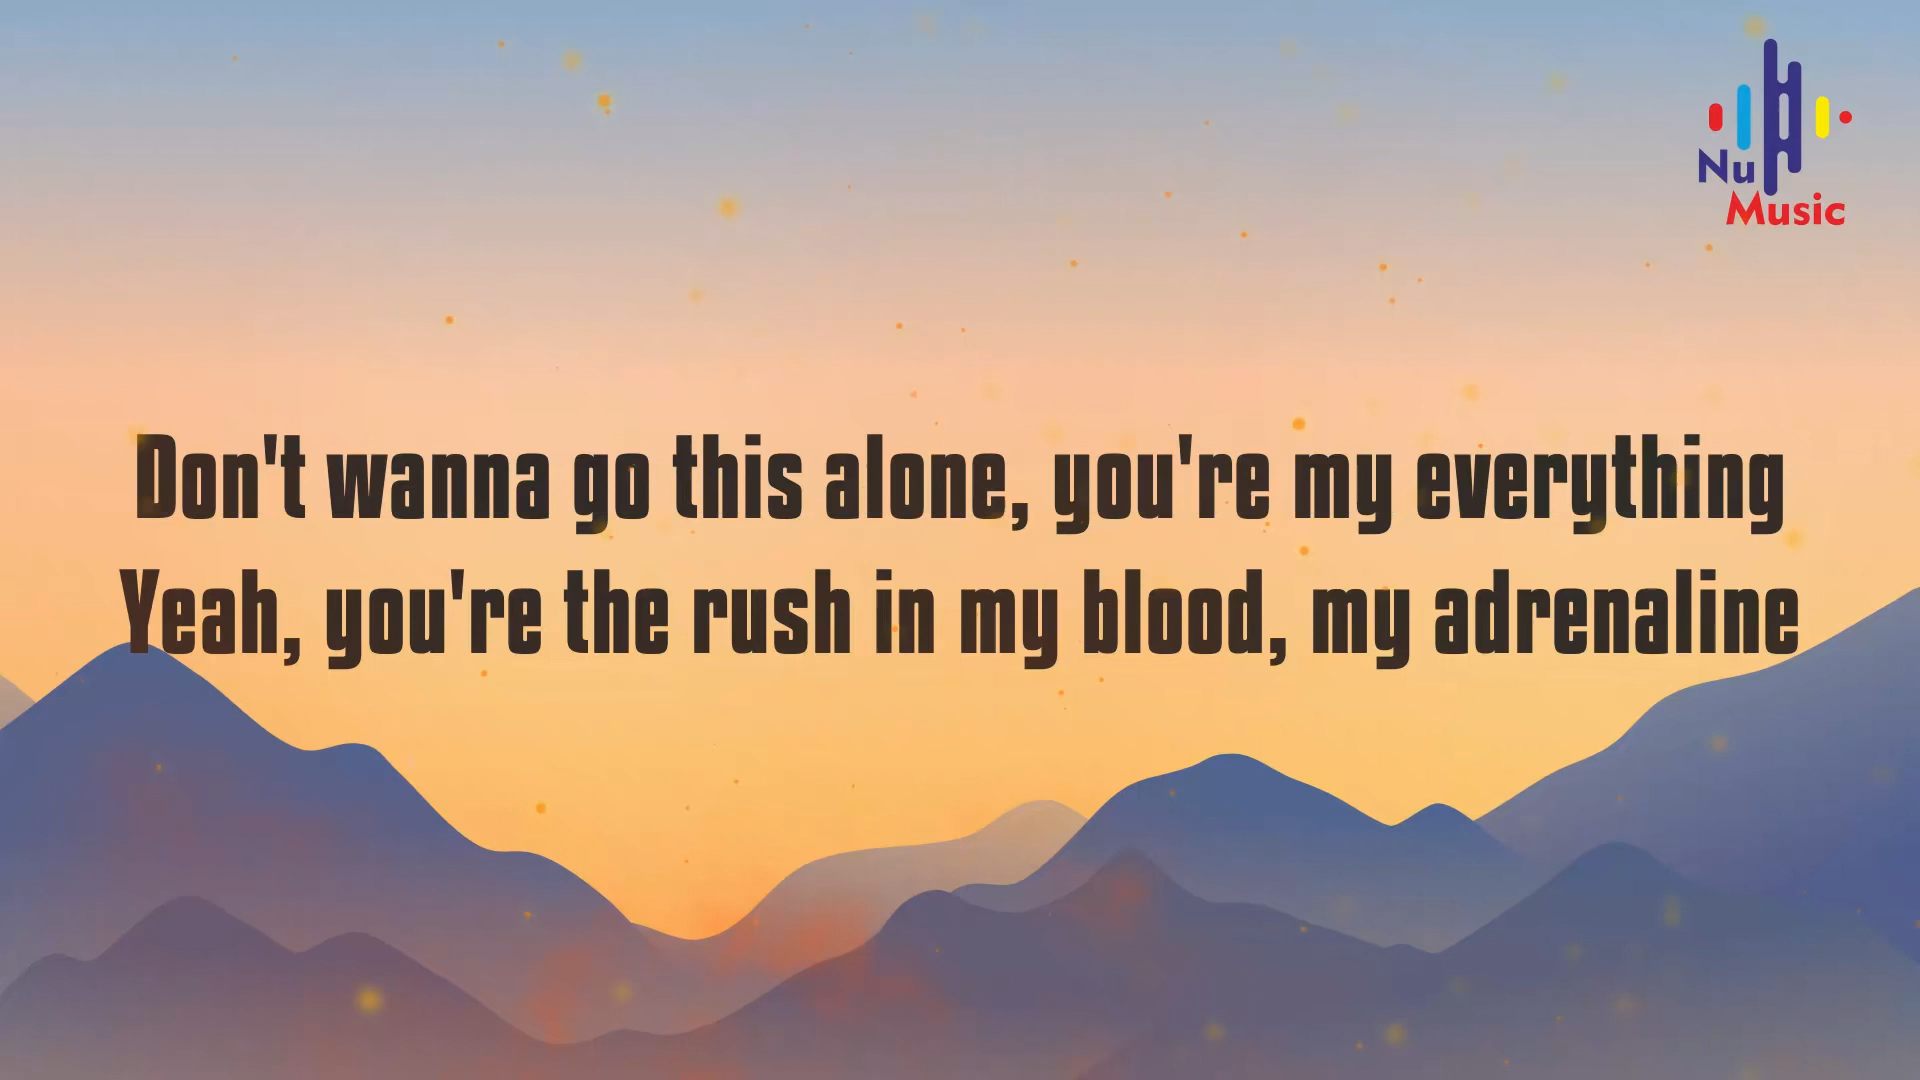 Nu
Music
Don't wanna go this alone, you're my everything
Yeah, you're the rush in my blood, my adrenaline